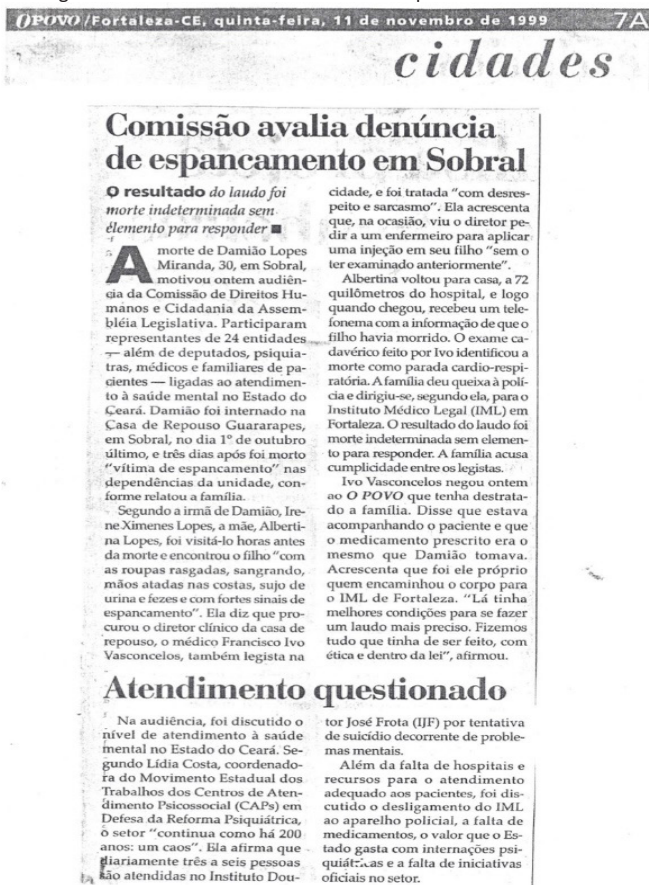 O POVO/Fortaleza-CE, quinta-feira, 11 de novembro de 1999 7A
cidades
Comissão avalia denúncia
de espancamento em Sobral
O resultado do laudo foi
morte indeterminada sem
elemento para responder
A morte de Damião Lopes
Miranda, 30, em Sobral,
motivou ontem audiên-
cia da Comissão de Direitos Hu-
manos e Cidadania da Assem-
bléia Legislativa. Participaram
representantes de 24 entidades
— além de deputados, psiquia-
tras, médicos e familiares de pa-
cientes — ligadas ao atendimen-
to à saúde mental no Estado do
Ceará. Damião foi internado na
Casa de Repouso Guararapes,
em Sobral, no dia 1º de outubro
último, e três dias após foi morto
"vítima de espancamento" nas
dependências da unidade, con-
forme relatou a família.
Segundo a irmã de Damião, Ire-
ne Ximenes Lopes, a mãe, Alberti-
na Lopes, foi visitá-lo horas antes
da morte e encontrou o filho "com
as roupas rasgadas, sangrando,
mãos atadas nas costas, sujo de
urina e fezes e com fortes sinais de
espancamento". Ela diz que pro-
curou o diretor clínico da casa de
repouso, o médico Francisco Ivo
Vasconcelos, também legista na
cidade, e foi tratada "com desres-
peito e sarcasmo". Ela acrescenta
que, na ocasião, viu o diretor pe-
dir a um enfermeiro para aplicar
uma injeção em seu filho "sem o
ter examinado anteriormente".
Albertina voltou para casa, a 72
quilômetros do hospital, e logo
quando chegou, recebeu um tele-
fonema com a informação de que o
filho havia morrido. O exame ca-
davérico feito por Ivo identificou a
morte como parada cardio-respi-
ratória. A família deu queixa à polí-
cia e dirigiu-se, segundo ela, para o
Instituto Médico Legal (IML) em
Fortaleza. O resultado do laudo foi
morte indeterminada sem elemen-
to para responder. A família acusa
cumplicidade entre os legistas.
Ivo Vasconcelos negou ontem
ao O POVO que tenha destrata-
do a família. Disse que estava
acompanhando o paciente e que
o medicamento prescrito era o
mesmo que Damião tomava.
Acrescenta que foi ele próprio
quem encaminhou o corpo para
o IML de Fortaleza. "Lá tinha
melhores condições para se fazer
um laudo mais preciso. Fizemos
tudo que tinha de ser feito, com
ética e dentro da lei", afirmou.
Atendimento questionado
Na audiência, foi discutido o
nível de atendimento à saúde
mental no Estado do Ceará. Se-
gundo Lídia Costa, coordenado-
ra do Movimento Estadual dos
Trabalhos dos Centros de Aten-
dimento Psicossocial (CAPs) em
Defesa da Reforma Psiquiátrica,
o setor "continua como há 200
anos: um caos". Ela afirma que
diariamente três a seis pessoas
são atendidas no Instituto Dou-
tor José Frota (IJF) por tentativa
de suicídio decorrente de proble-
mas mentais.
Além da falta de hospitais e
recursos para o atendimento
adequado aos pacientes, foi dis-
cutido o desligamento do IML
ao aparelho policial, a falta de
medicamentos, o valor que o Es-
tado gasta com internações psi-
quiátricas e a falta de iniciativas
oficiais no setor.